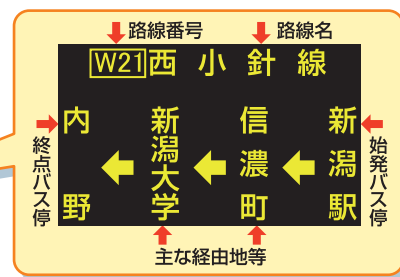 路線番号 路線名
W21 西小針線
始発バス停
新潟駅
信濃町
新潟大学
内野
終点バス停
主な経由地等